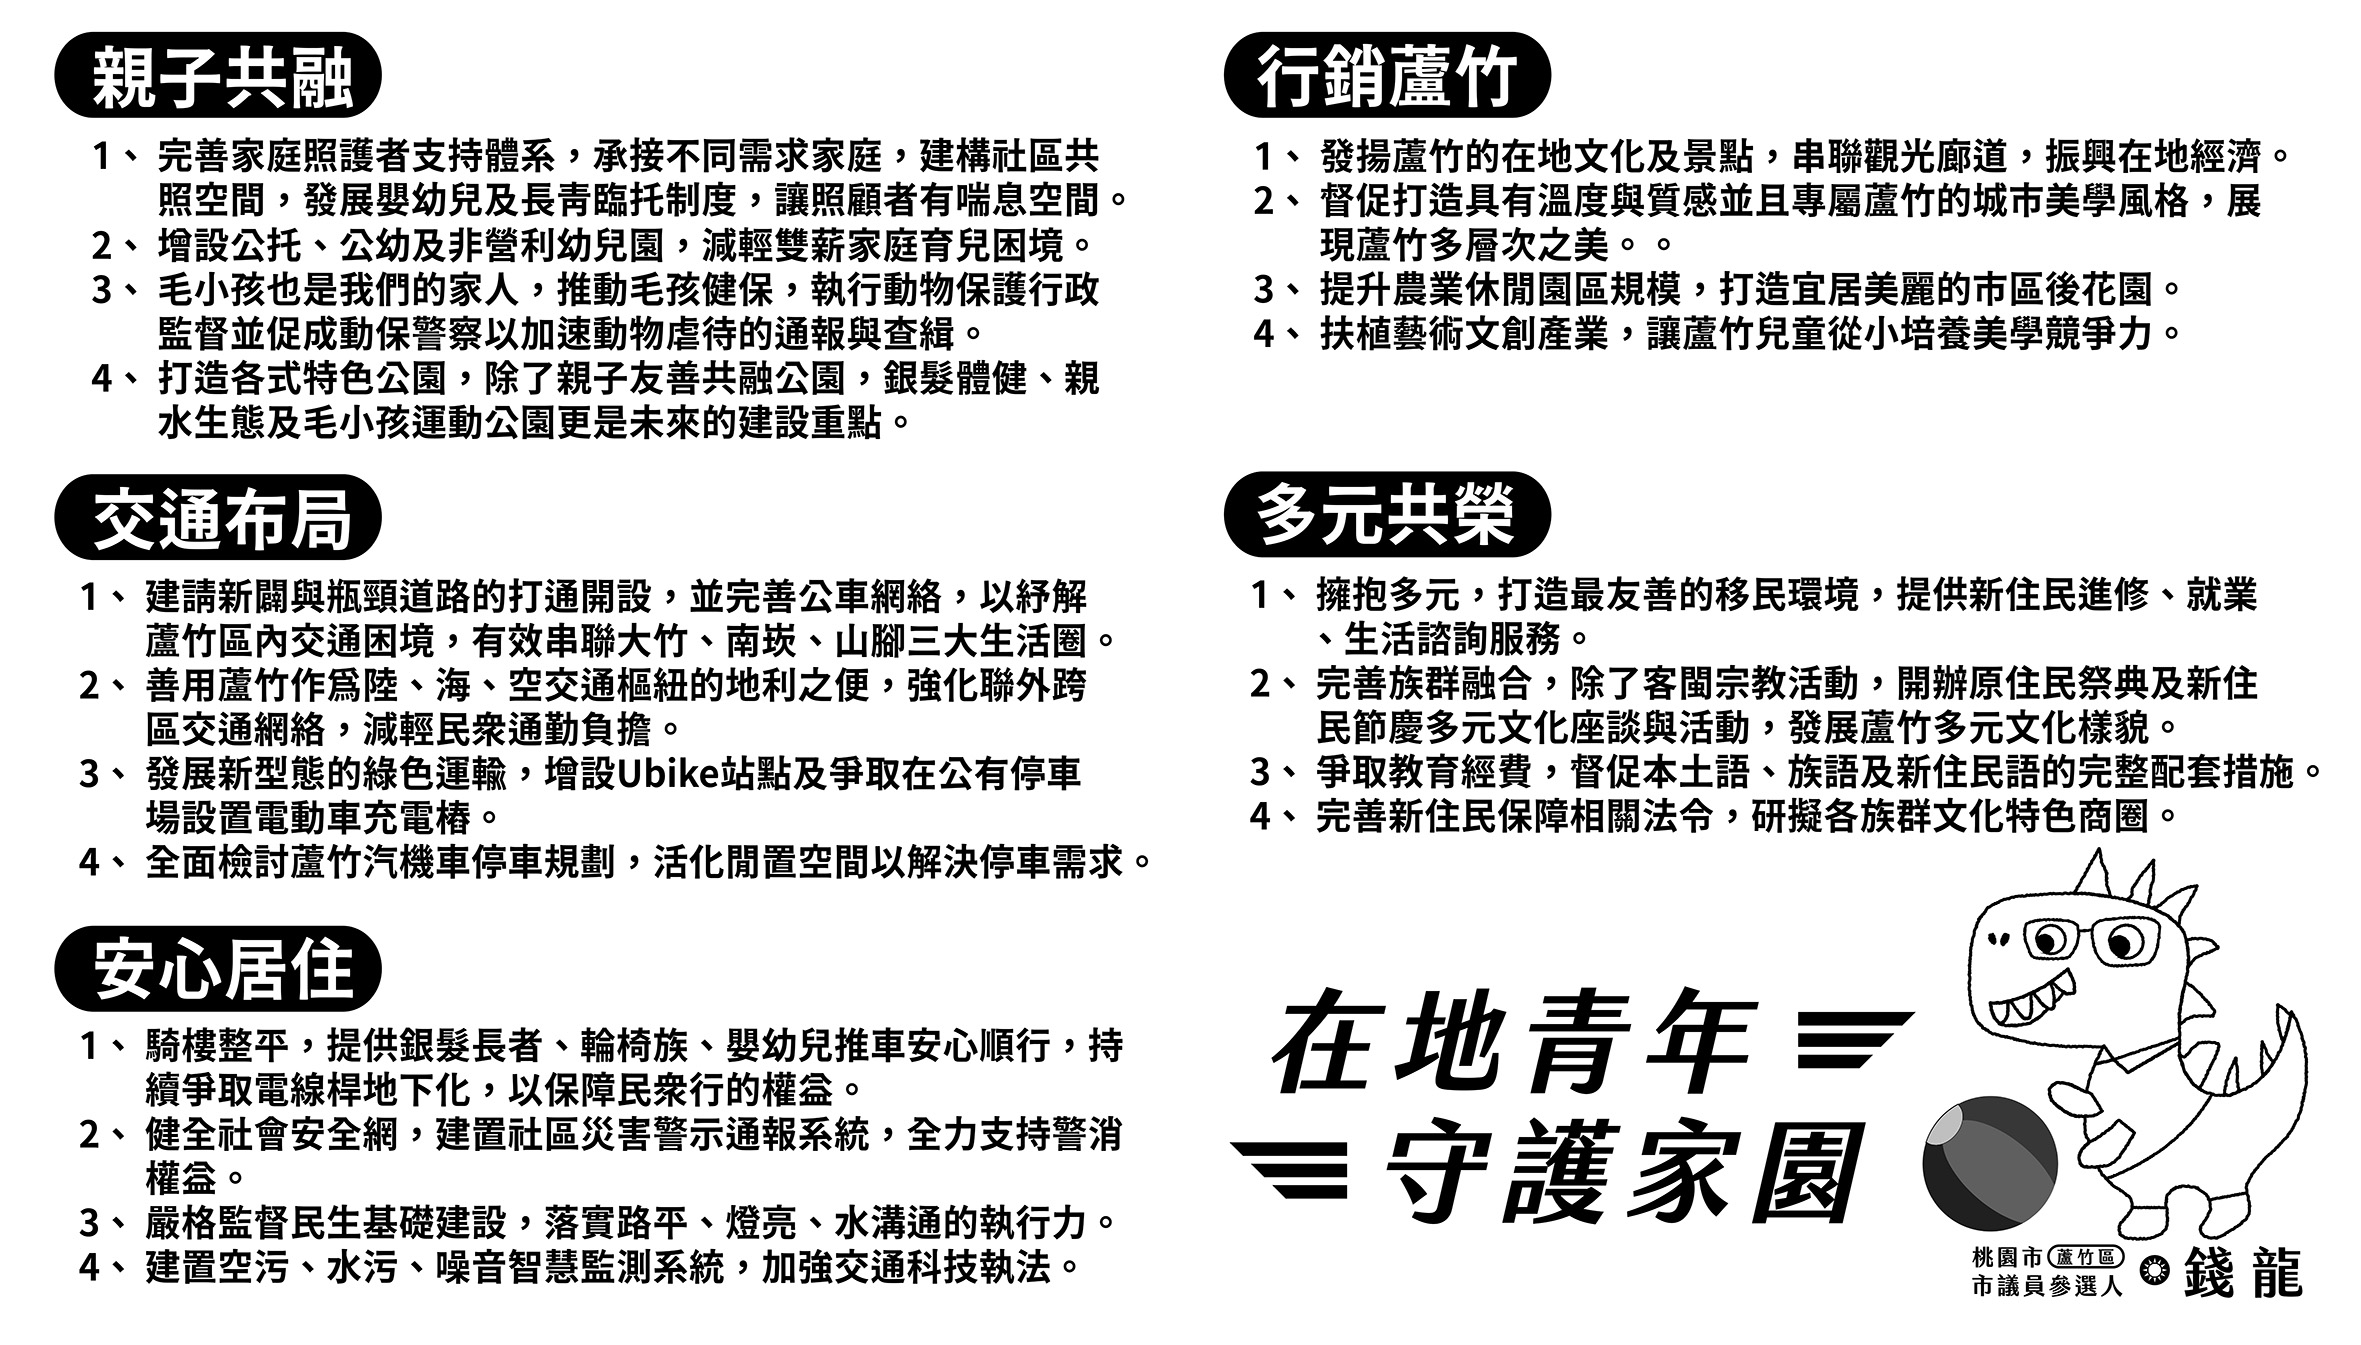 親子共融
1、完善家庭照護者支持體系，承接不同需求家庭，建構社區共
照空間，發展嬰幼兒及長青臨托制度，讓照顧者有喘息空間。
2、增設公托、公幼及非營利幼兒園，減輕雙薪家庭育兒困境。
3、毛小孩也是我們的家人，推動毛孩健保，執行動物保護行政
監督並促成動保警察以加速動物虐待的通報與查緝。
4、打造各式特色公園，除了親子友善共融公園，銀髮體健、親
水生態及毛小孩運動公園更是未來的建設重點。
交通布局
1、建請新闢與瓶頸道路的打通開設，並完善公車網絡，以紓解
蘆竹區內交通困境，有效串聯大竹、南崁、山腳三大生活圈。
2、善用蘆竹作為陸、海、空交通樞紐的地利之便，強化聯外跨
區交通網絡，減輕民衆通勤負擔。
3、發展新型態的綠色運輸，增設Ubike站點及爭取在公有停車
場設置電動車充電樁。
4、全面檢討蘆竹汽機車停車規劃，活化閒置空間以解決停車需求。
安心居住
1、騎樓整平，提供銀髮長者、輪椅族、嬰幼兒推車安心順行，持
續爭取電線桿地下化，以保障民衆行的權益。
2、健全社會安全網，建置社區災害警示通報系統，全力支持警消
權益。
3、嚴格監督民生基礎建設，落實路平、燈亮、水溝通的執行力。
4、建置空污、水污、噪音智慧監測系統，加強交通科技執法。
行銷蘆竹
1、發揚蘆竹的在地文化及景點，串聯觀光廊道，振興在地經濟。
2、督促打造具有溫度與質感並且專屬蘆竹的城市美學風格，展
現蘆竹多層次之美。。
3、提升農業休閒園區規模，打造宜居美麗的市區後花園。
4、扶植藝術文創產業，讓蘆竹兒童從小培養美學競爭力。
多元共榮
1、擁抱多元，打造最友善的移民環境，提供新住民進修、就業
、生活諮詢服務。
2、完善族群融合，除了客閩宗教活動，開辦原住民祭典及新住
民節慶多元文化座談與活動，發展蘆竹多元文化樣貌。
3、爭取教育經費，督促本土語、族語及新住民語的完整配套措施。
4、完善新住民保障相關法令，研擬各族群文化特色商圈。
在地青年
守護家園
桃園市蘆竹區
市議員參選人
錢龍